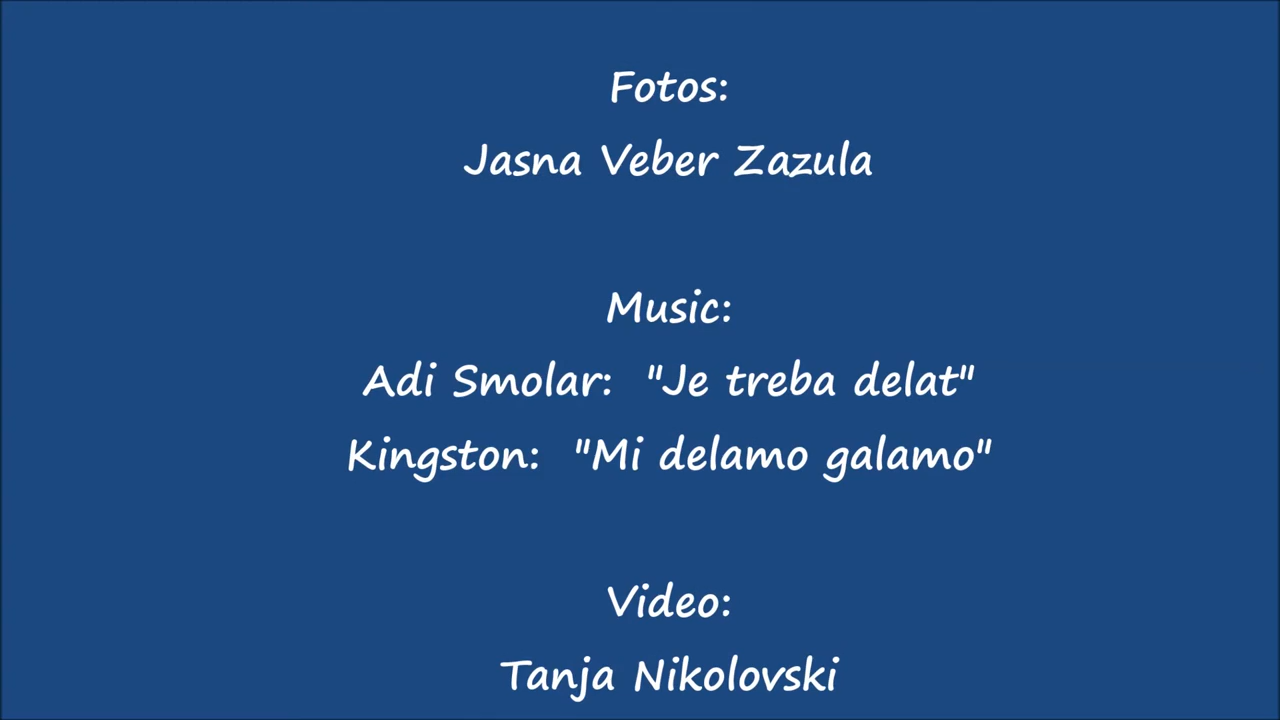 Fotos:
Jasna Veber Zazula
Music:
Adi Smolar: "Je treba delat"
Kingston: "Mi delamo galamo"
Video:
Tanja Nikolovski